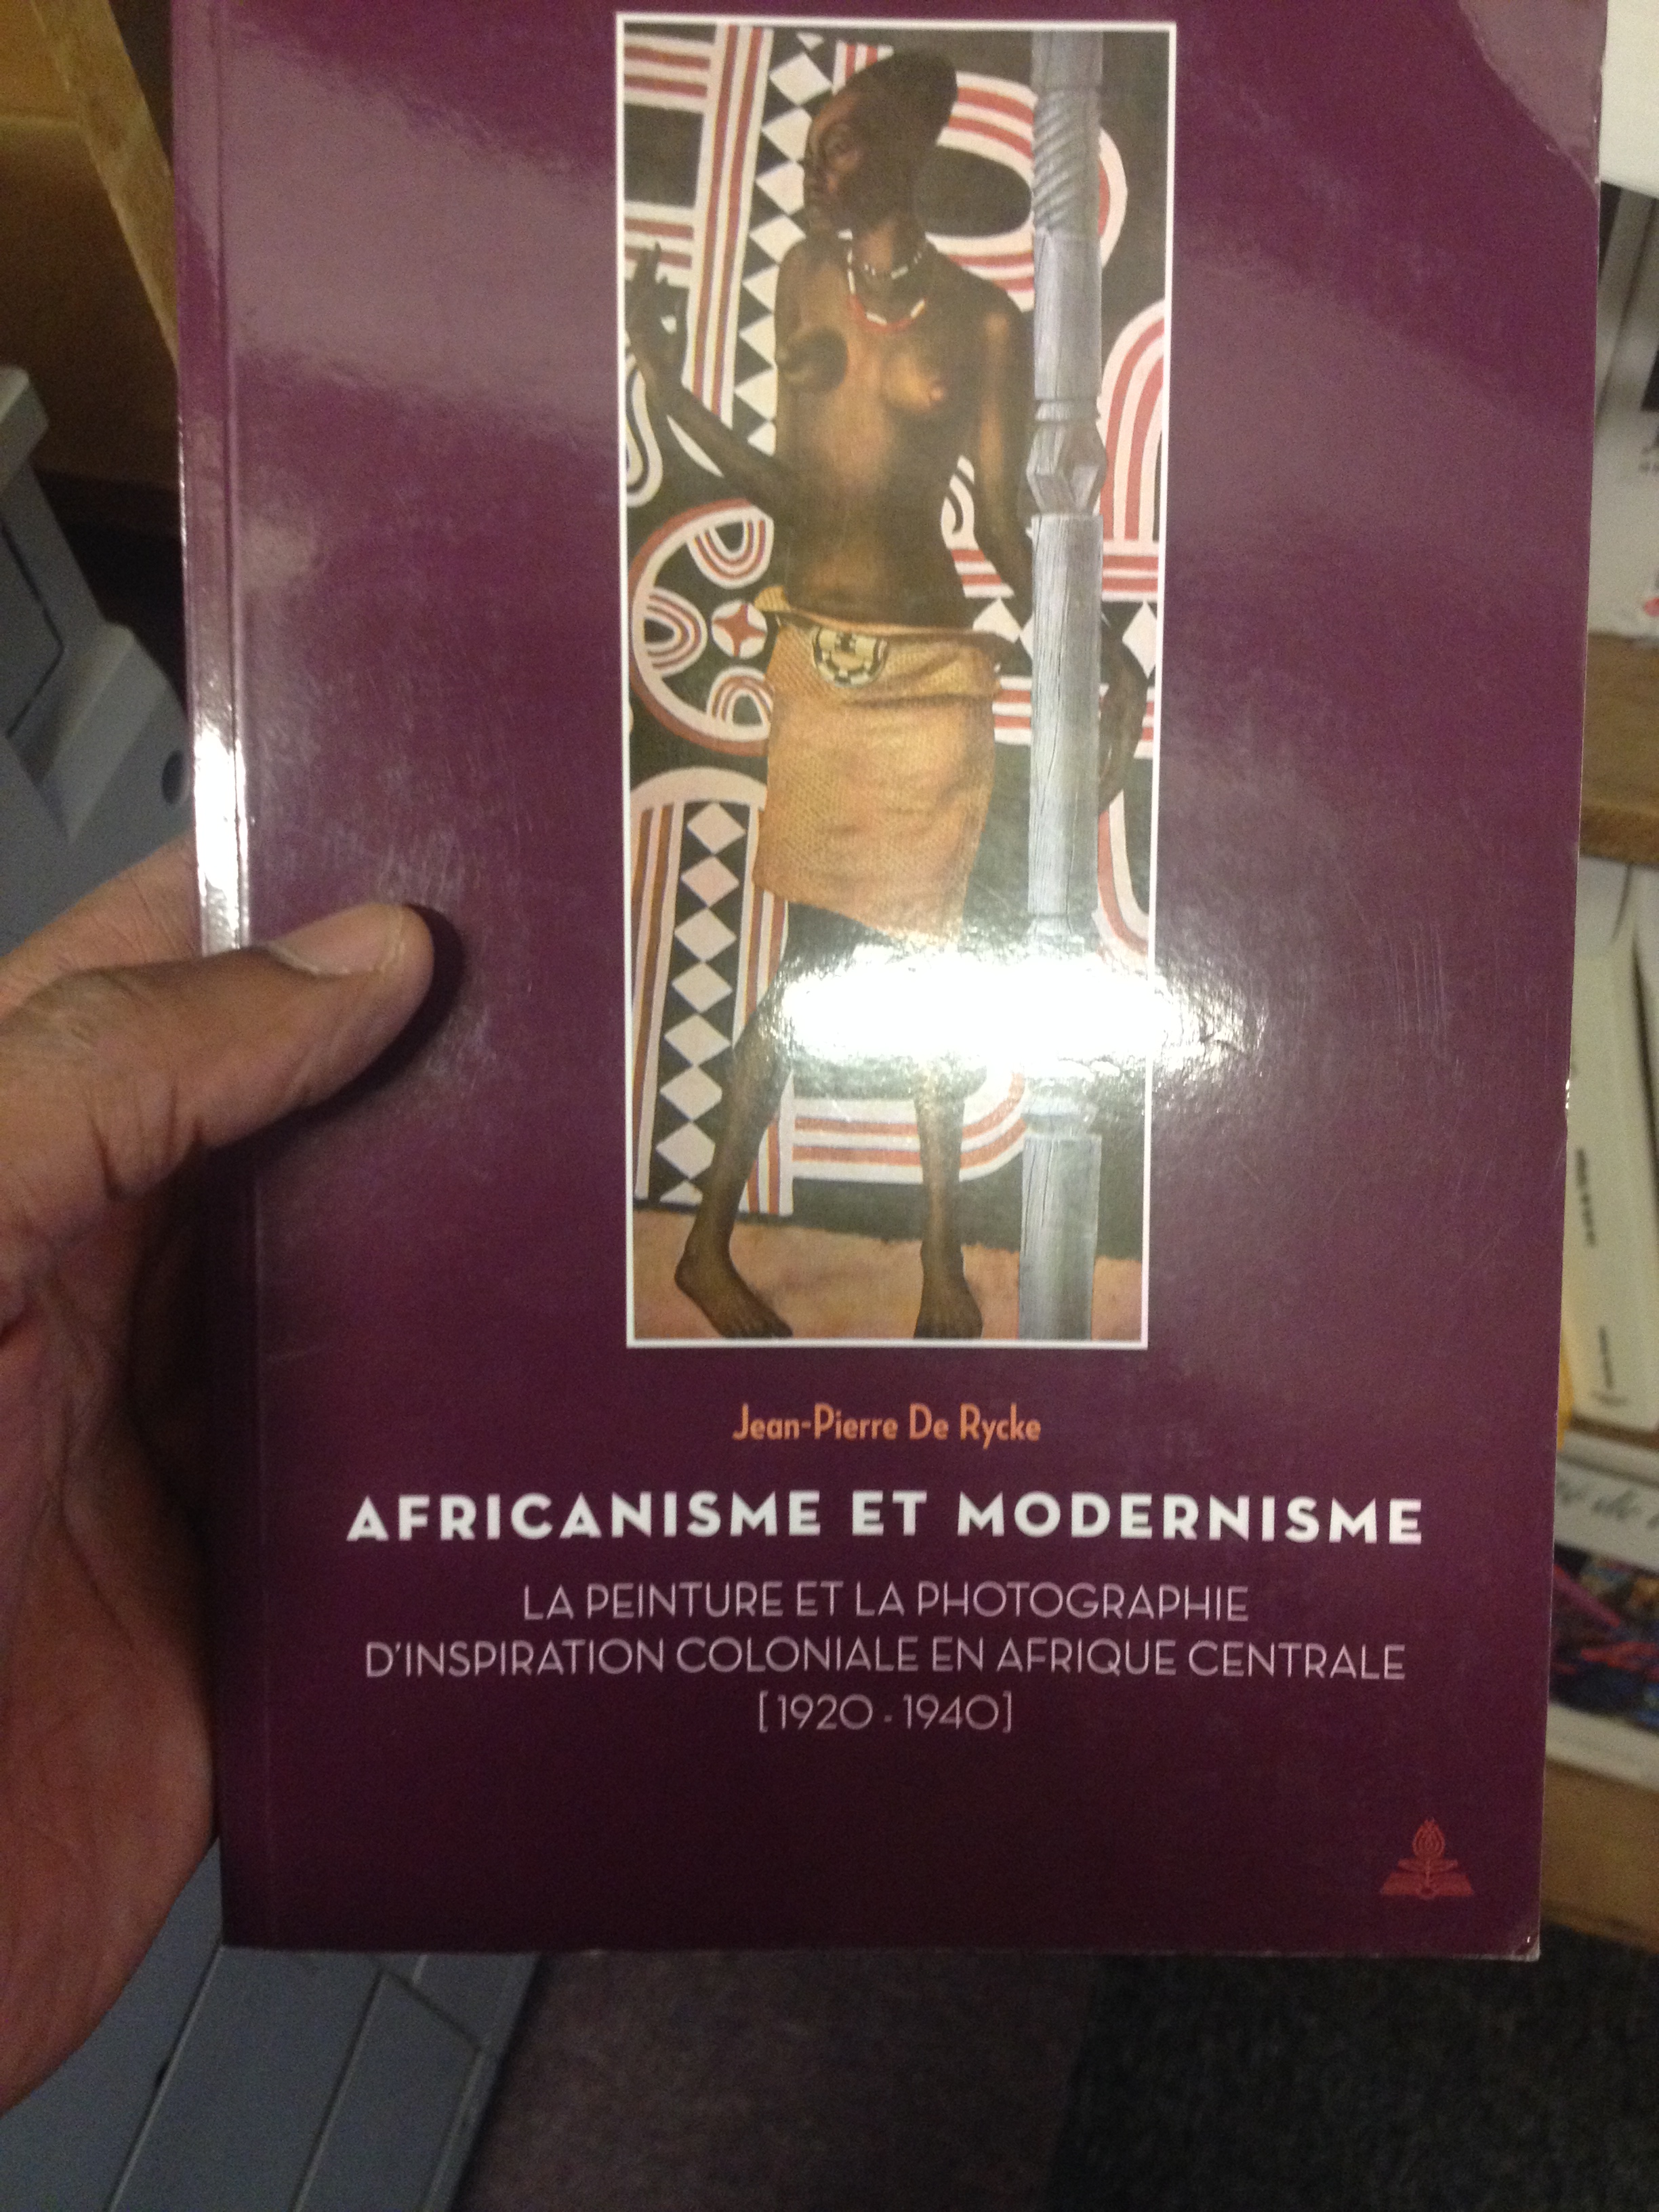 Jean-Pierre De Rycke
AFRICANISME ET MODERNISME
LA PEINTURE ET LA PHOTOGRAPHIE
D'INSPIRATION COLONIALE EN AFRIQUE CENTRALE
[1920-1940]